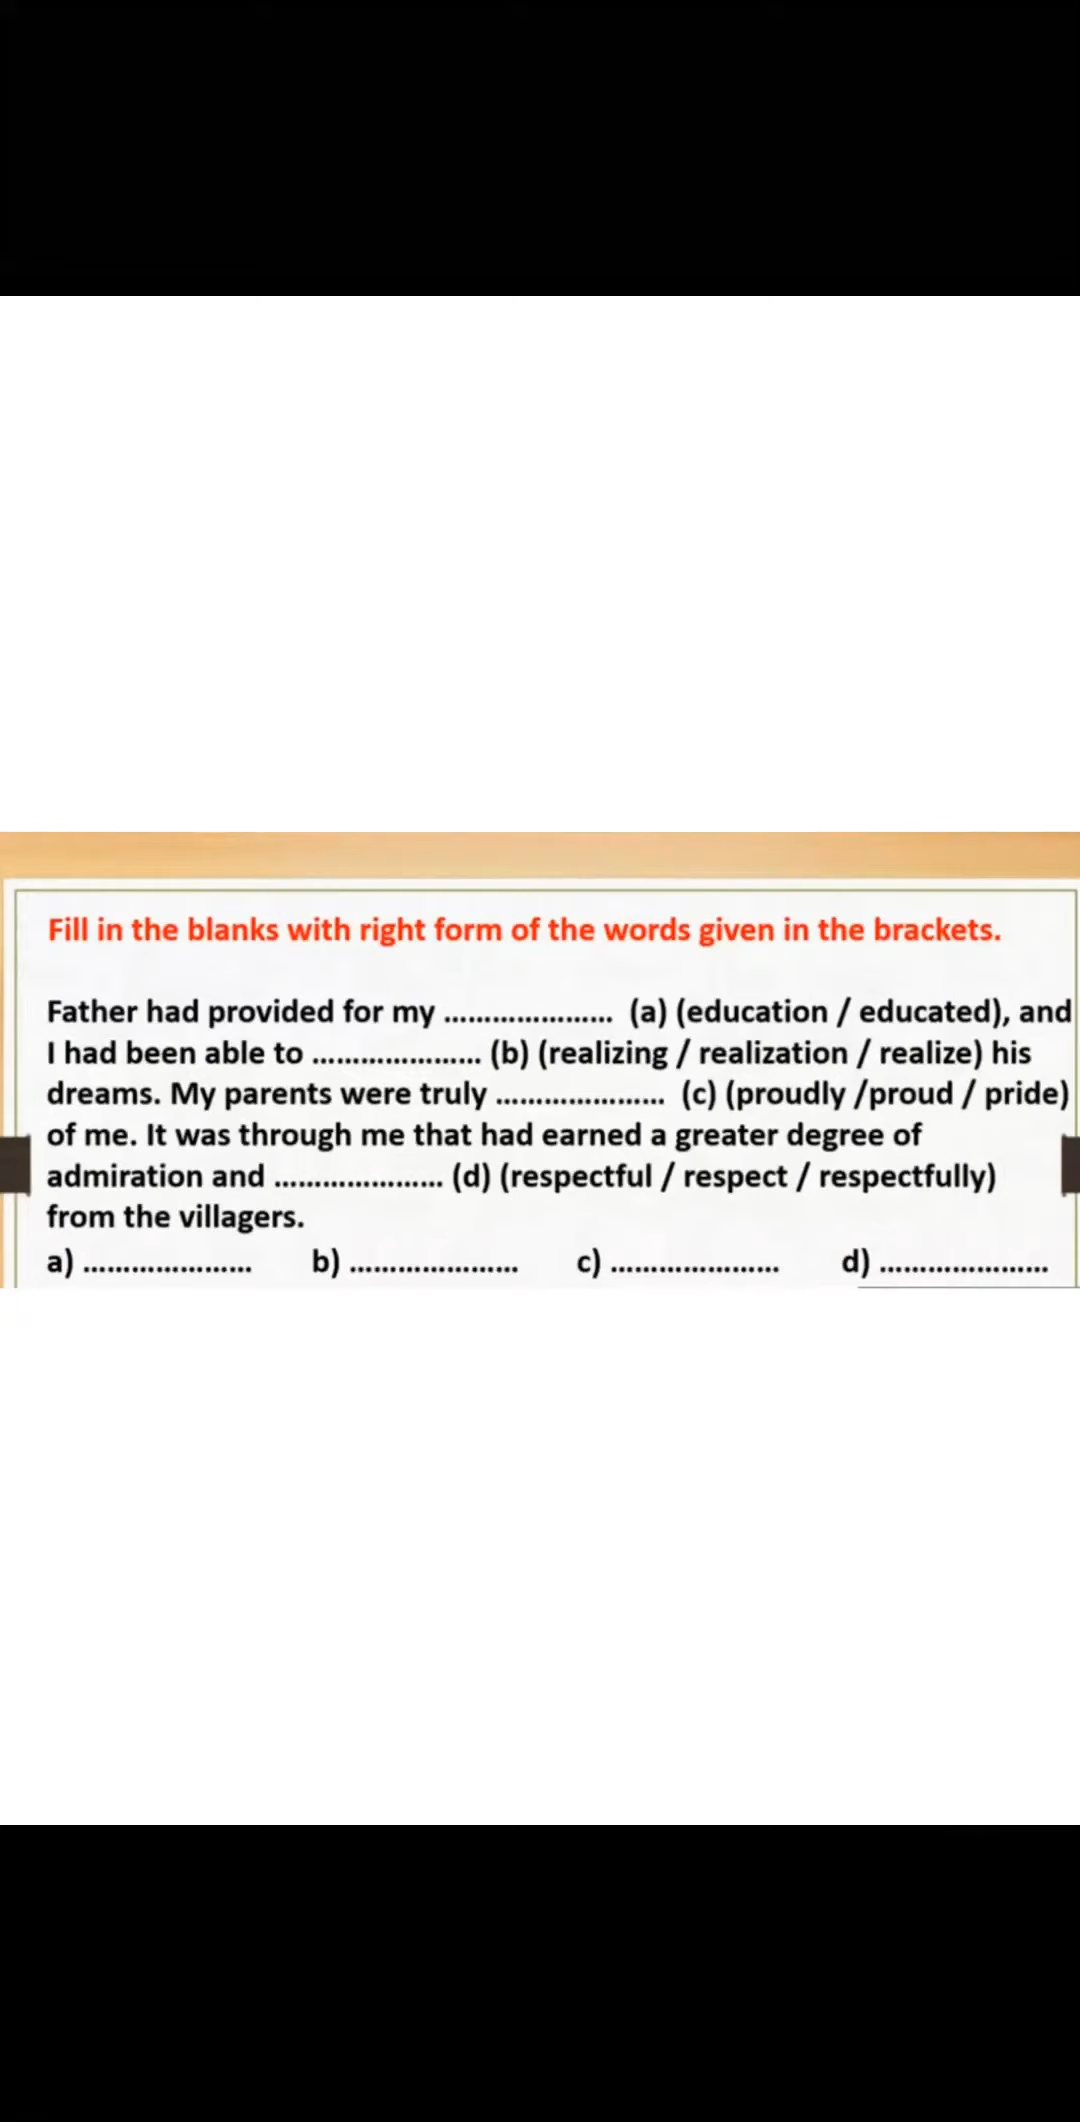 Fill in the blanks with right form of the words given in the brackets.
Father had provided for my ..................... (a) (education / educated), and
I had been able to ..................... (b) (realizing / realization / realize) his
dreams. My parents were truly ..................... (c) (proudly /proud / pride)
of me. It was through me that had earned a greater degree of
admiration and ..................... (d) (respectful / respect / respectfully)
from the villagers.
a) ..................... b) ..................... c) ..................... d) .....................